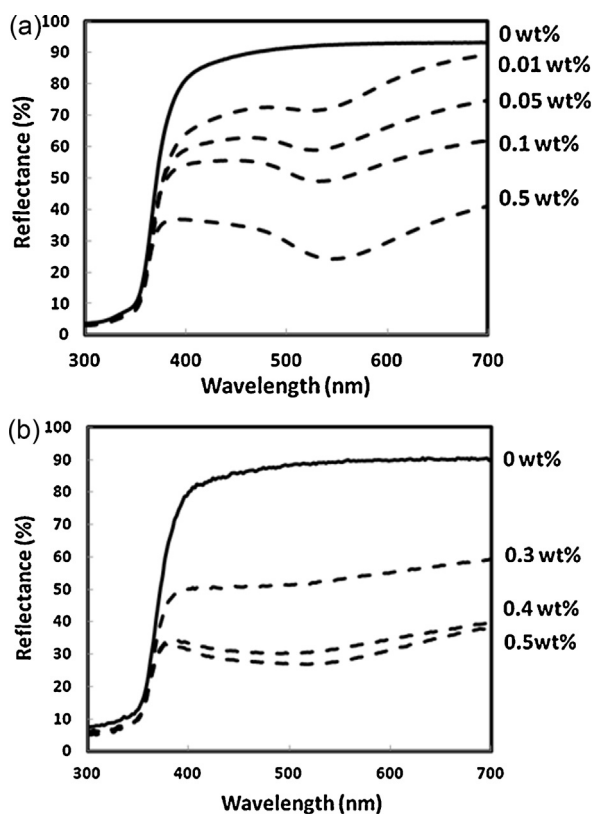 (a)
100
90
80
70
60
50
40
30
20
10
0
Reflectance (%)
300 400 500 600 700
Wavelength (nm)
0 wt%
0.01 wt%
0.05 wt%
0.1 wt%
0.5 wt%
(b)
100
90
80
70
60
50
40
30
20
10
0
Reflectance (%)
300 400 500 600 700
Wavelength (nm)
0 wt%
0.3 wt%
0.4 wt%
0.5wt%